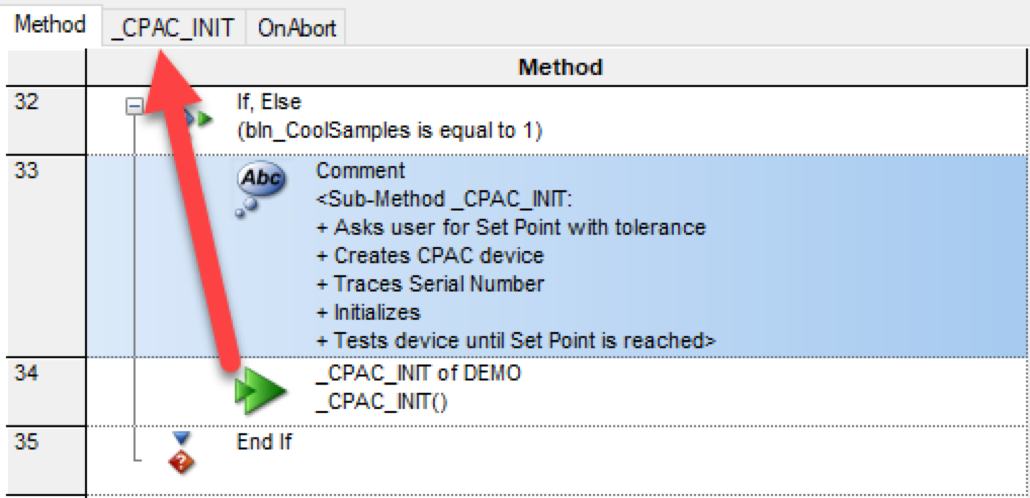 Method _CPAC_INIT OnAbort
Method
32 If, Else
(bln_CoolSamples is equal to 1)
33 Abc Comment
<Sub-Method _CPAC_INIT:
+ Asks user for Set Point with tolerance
+ Creates CPAC device
+ Traces Serial Number
+ Initializes
+ Tests device until Set Point is reached>
34 _CPAC_INIT of DEMO
_CPAC_INIT()
35 ? End If